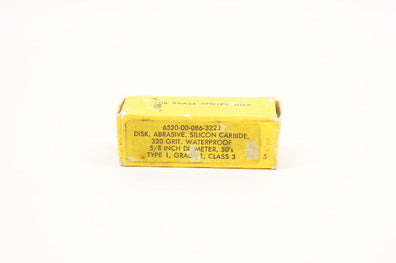 6520-00-086-3222
DISK, ABRASIVE, SILICON CARBIDE,
320 GRIT, WATERPROOF
5/8 INCH DIAMETER, 50's
TYPE 1, GRADE 1, CLASS 3
S